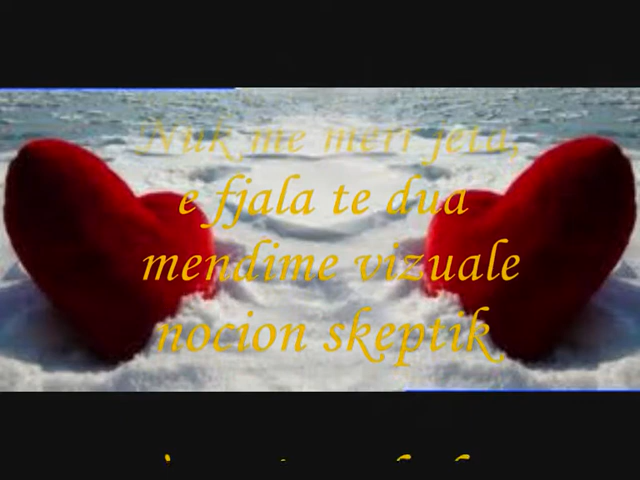 Nuk me merr jeta,
e fjala te dua
mendime vizuale
nocion skeptik